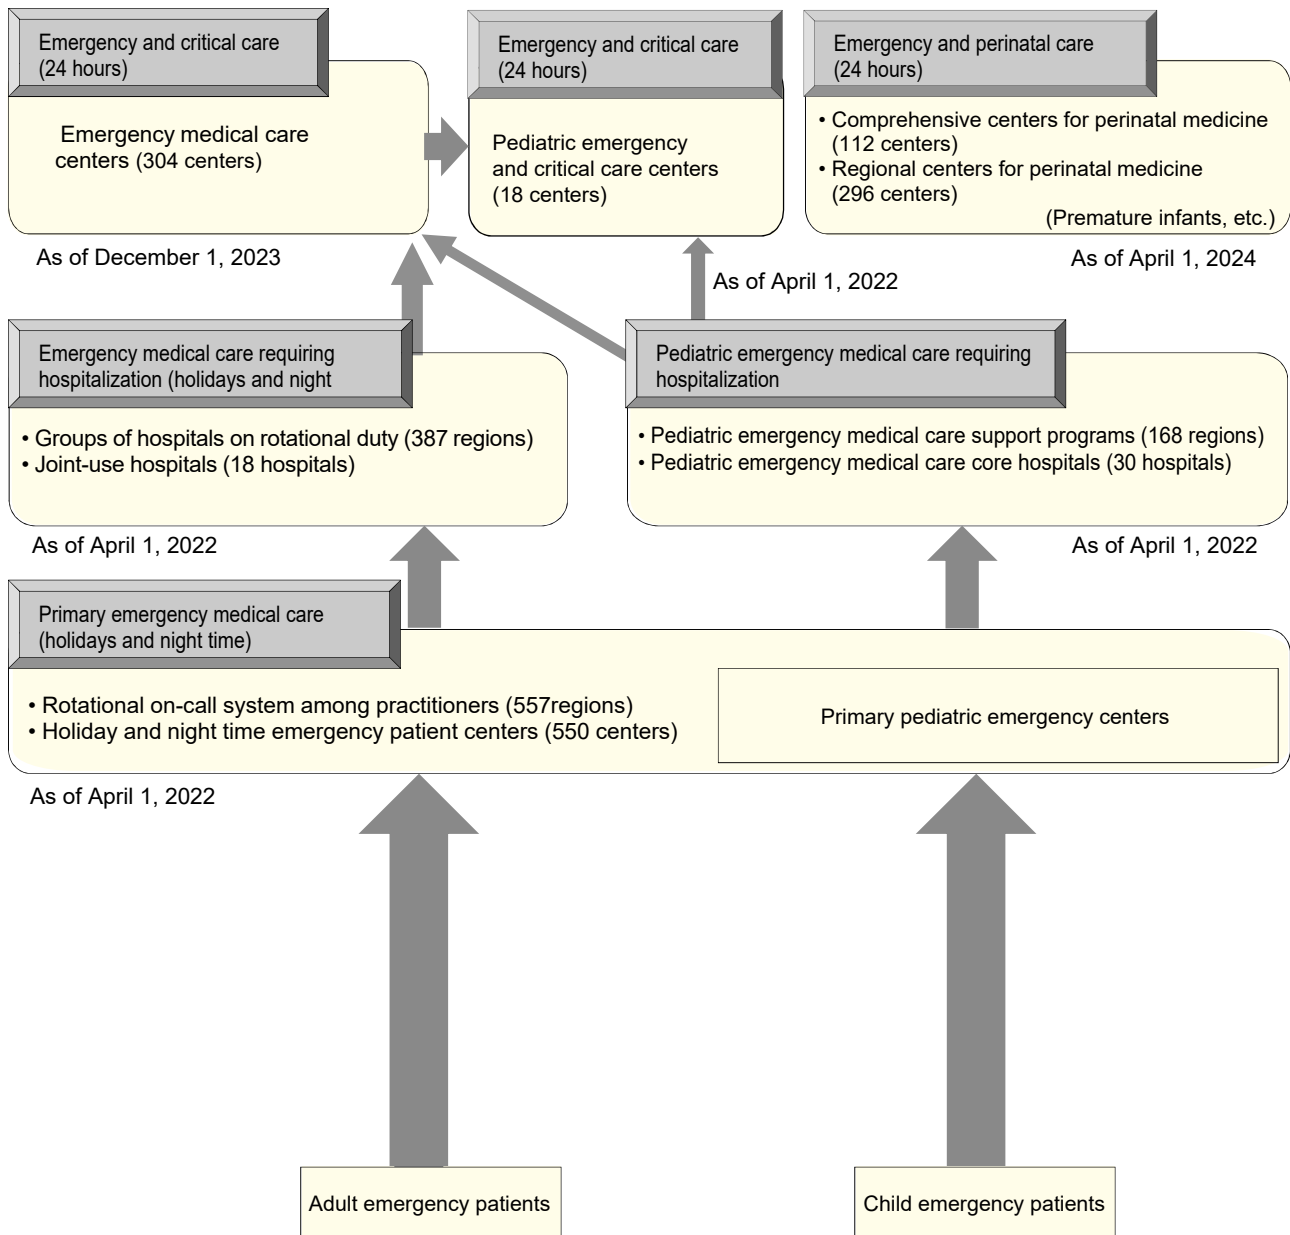 Emergency and critical care
(24 hours)
Emergency medical care
centers (304 centers)
As of December 1, 2023
Emergency and critical care
(24 hours)
Pediatric emergency
and critical care centers
(18 centers)
As of April 1, 2022
Emergency and perinatal care
(24 hours)
• Comprehensive centers for perinatal medicine
(112 centers)
• Regional centers for perinatal medicine
(296 centers)
(Premature infants, etc.)
As of April 1, 2024
Emergency medical care requiring
hospitalization (holidays and night
• Groups of hospitals on rotational duty (387 regions)
• Joint-use hospitals (18 hospitals)
As of April 1, 2022
Pediatric emergency medical care requiring
hospitalization
• Pediatric emergency medical care support programs (168 regions)
• Pediatric emergency medical care core hospitals (30 hospitals)
As of April 1, 2022
Primary emergency medical care
(holidays and night time)
• Rotational on-call system among practitioners (557regions)
• Holiday and night time emergency patient centers (550 centers)
Primary pediatric emergency centers
As of April 1, 2022
Adult emergency patients
Child emergency patients